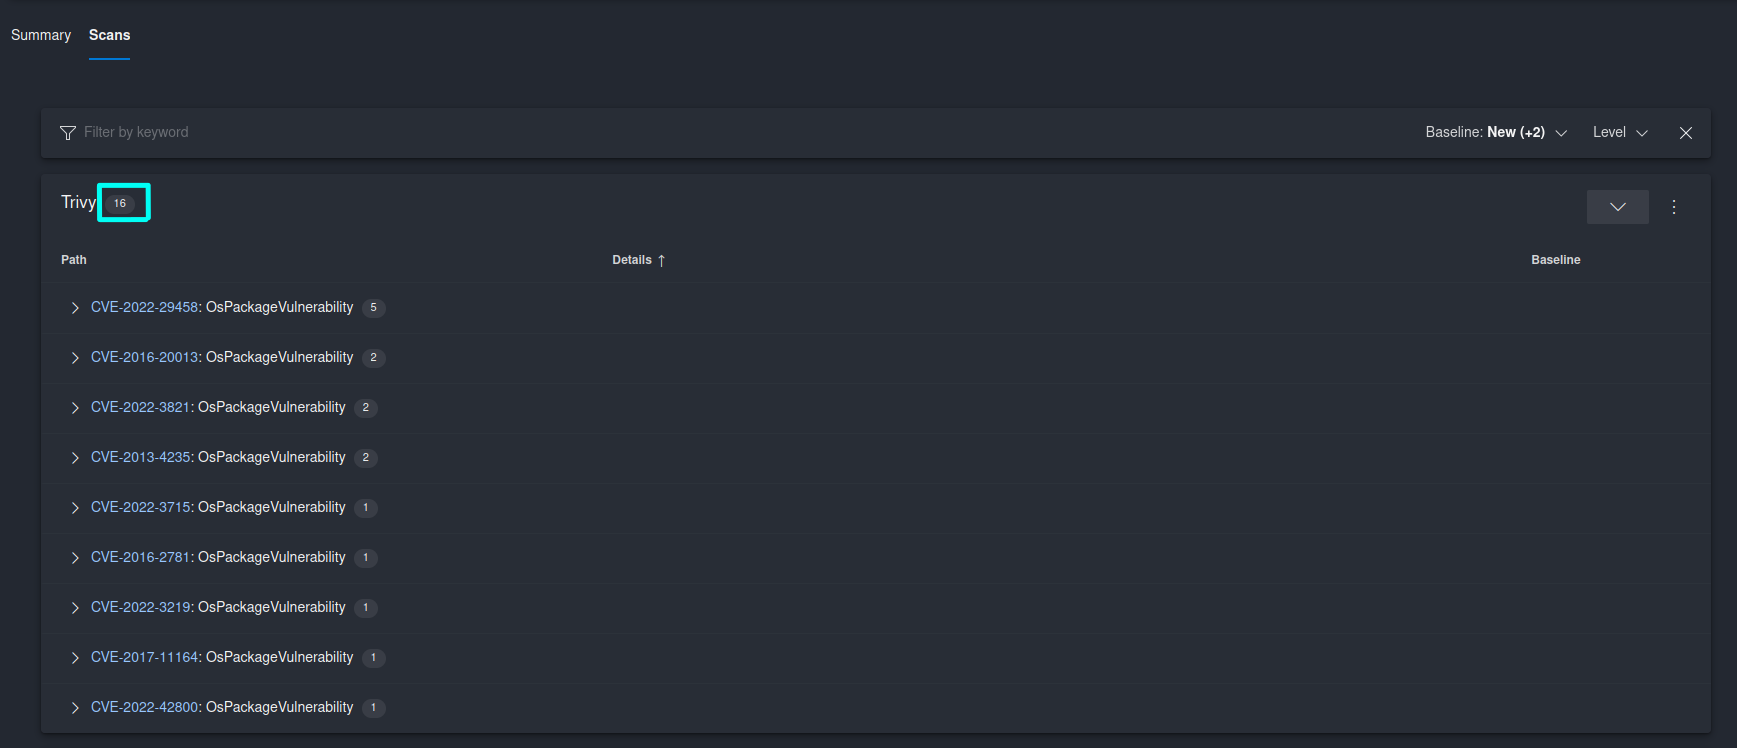 Summary Scans
Filter by keyword Baseline: New (+2) Level
Trivy 16
Path Details ↑ Baseline
CVE-2022-29458: OsPackageVulnerability 5
CVE-2016-20013: OsPackageVulnerability 2
CVE-2022-3821: OsPackageVulnerability 2
CVE-2013-4235: OsPackageVulnerability 2
CVE-2022-3715: OsPackageVulnerability 1
CVE-2016-2781: OsPackageVulnerability 1
CVE-2022-3219: OsPackageVulnerability 1
CVE-2017-11164: OsPackageVulnerability 1
CVE-2022-42800: OsPackageVulnerability 1